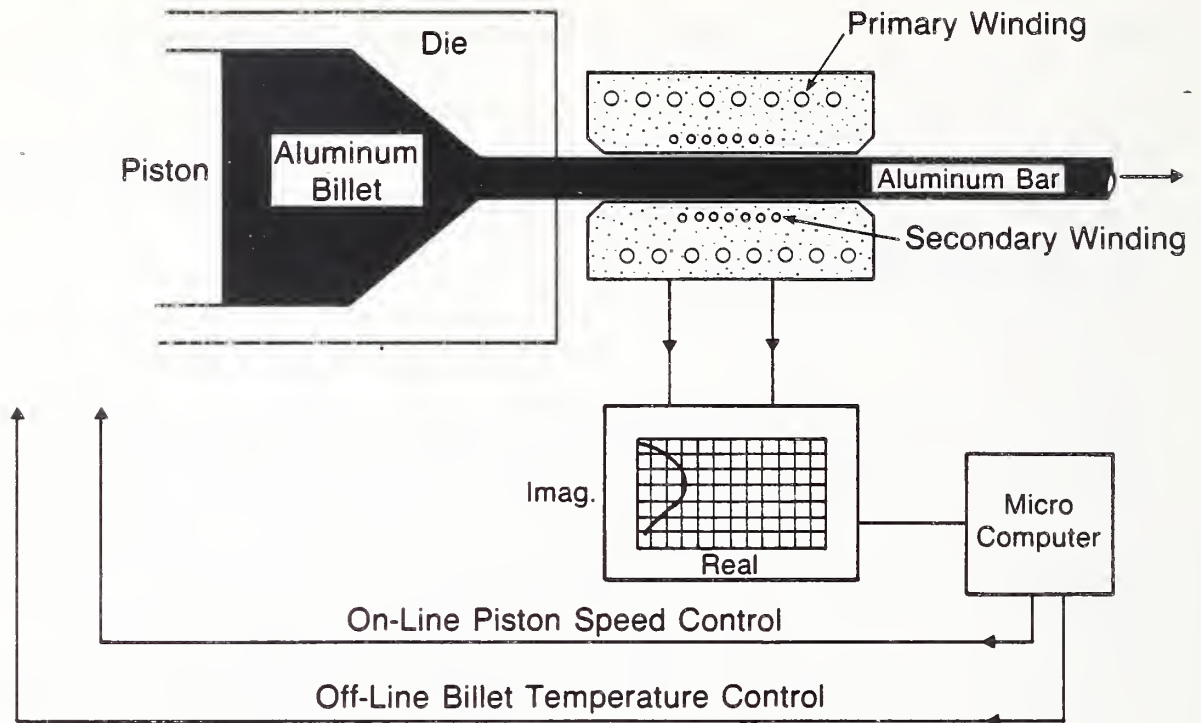 Primary Winding
Die
Piston
Aluminum
Billet
Aluminum Bar
Secondary Winding
Imag.
Real
Micro
Computer
On-Line Piston Speed Control
Off-Line Billet Temperature Control